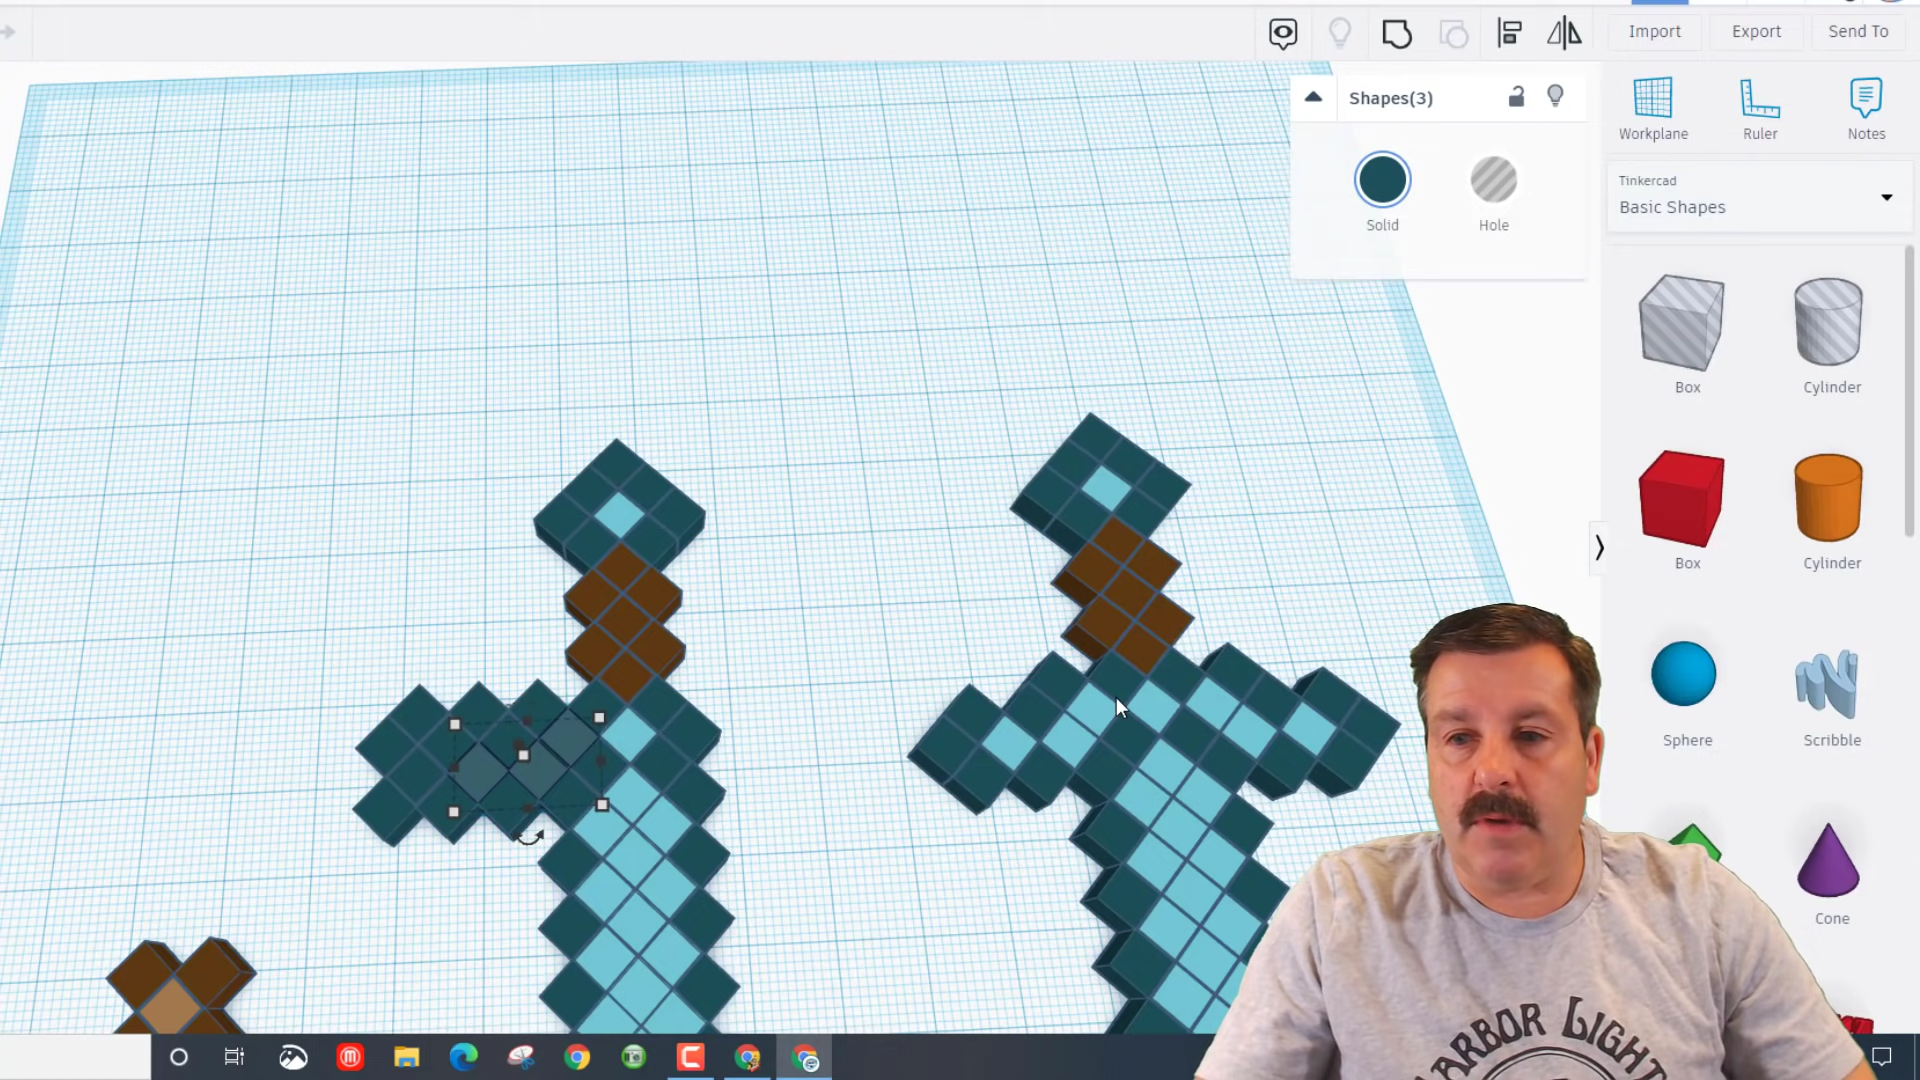 Import
Export
Send To
Shapes(3)
Solid
Hole
Workplane
Ruler
Notes
Tinkercad
Basic Shapes
Box
Cylinder
Box
Cylinder
Sphere
Scribble
Cone
ARBOR LIGHT